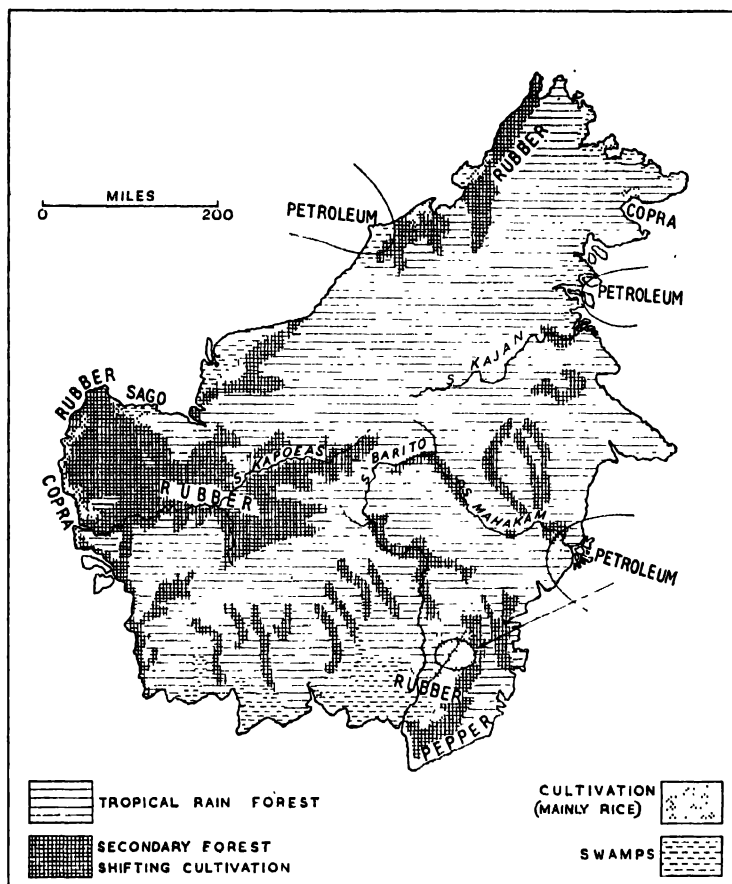 MILES
0 200
RUBBER
PETROLEUM
COPRA
PETROLEUM
S. KAJAN
RUBBER
SAGO
S. KAPOEAS
S. BARITO
RUBBER
COPRA
S. MAHAKAM
PETROLEUM
RUBBER
PEPPER
TROPICAL RAIN FOREST
SECONDARY FOREST
SHIFTING CULTIVATION
CULTIVATION
(MAINLY RICE)
SWAMPS